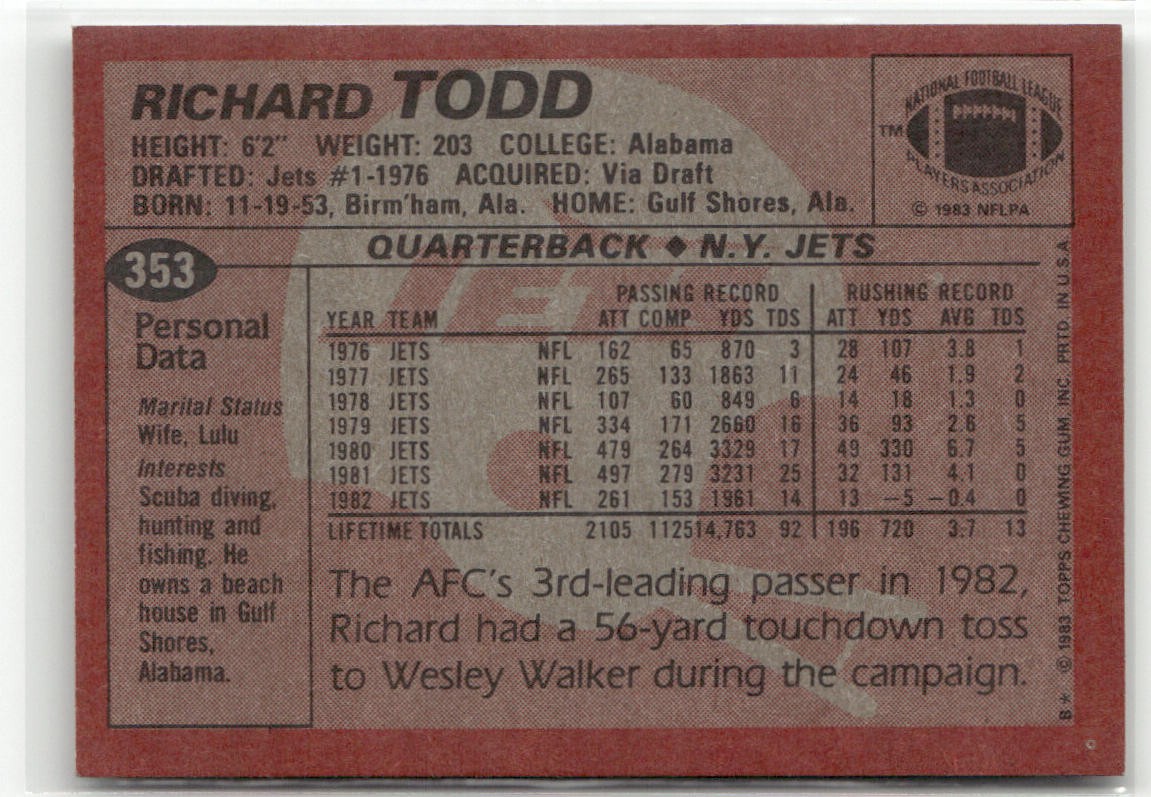 RICHARD TODD
HEIGHT: 6'2" WEIGHT: 203 COLLEGE: Alabama
DRAFTED: Jets #1-1976 ACQUIRED: Via Draft
BORN: 11-19-53, Birm'ham, Ala. HOME: Gulf Shores, Ala.
NATIONAL FOOTBALL LEAGUE
TM
PLAYERS ASSOCIATION
© 1983 NFLPA
QUARTERBACK ◆ N.Y. JETS
353
Personal
Data
Marital Status
Wife, Lulu
Interests
Scuba diving,
hunting and
fishing. He
owns a beach
house in Gulf
Shores,
Alabama.
PASSING RECORD RUSHING RECORD
YEAR TEAM ATT COMP YDS TDS ATT YDS AVG TDS
1976 JETS NFL 162 65 870 3 28 107 3.8 1
1977 JETS NFL 265 133 1863 11 24 46 1.9 2
1978 JETS NFL 107 60 849 6 14 18 1.3 0
1979 JETS NFL 334 171 2660 16 36 93 2.6 5
1980 JETS NFL 479 264 3329 17 49 330 6.7 5
1981 JETS NFL 497 279 3231 25 32 131 4.1 0
1982 JETS NFL 261 153 1961 14 13 –5 –0.4 0
LIFETIME TOTALS 2105 1125 14,763 92 196 720 3.7 13
The AFC's 3rd-leading passer in 1982,
Richard had a 56-yard touchdown toss
to Wesley Walker during the campaign.
B* © 1983 TOPPS CHEWING GUM INC. PRTD. IN U.S.A.
JETS